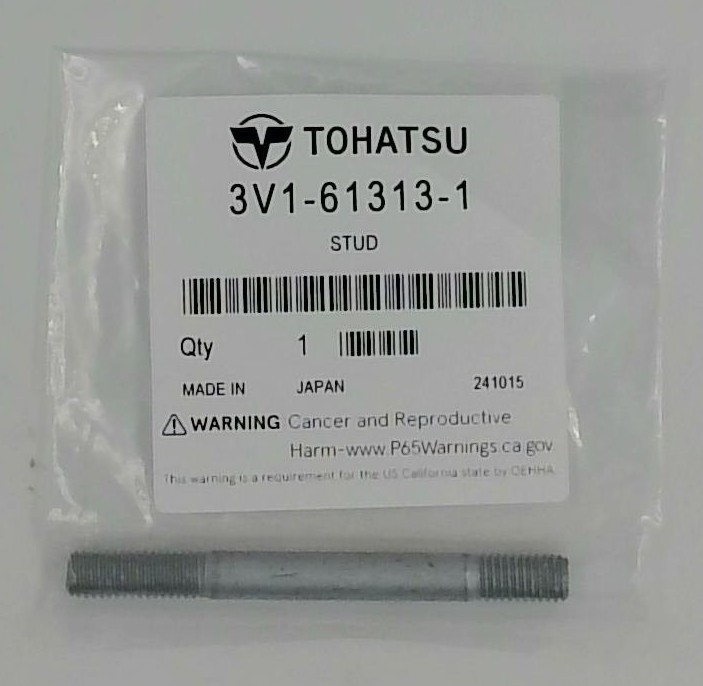 TOHATSU
3V1-61313-1
STUD
Qty 1
MADE IN JAPAN 241015
WARNING Cancer and Reproductive
Harm-www.P65Warnings.ca.gov
This warning is a requirement for the US California state by OEHHA